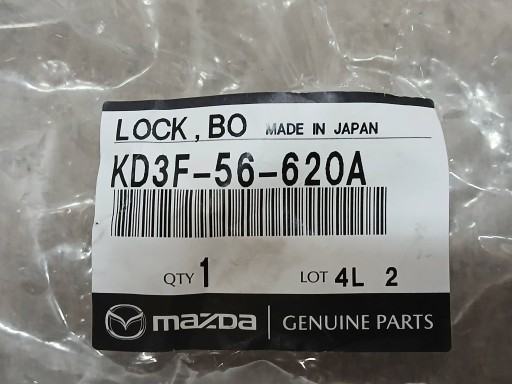 LOCK,BO MADE IN JAPAN
KD3F-56-620A
QTY 1 LOT 4L 2
mazda GENUINE PARTS